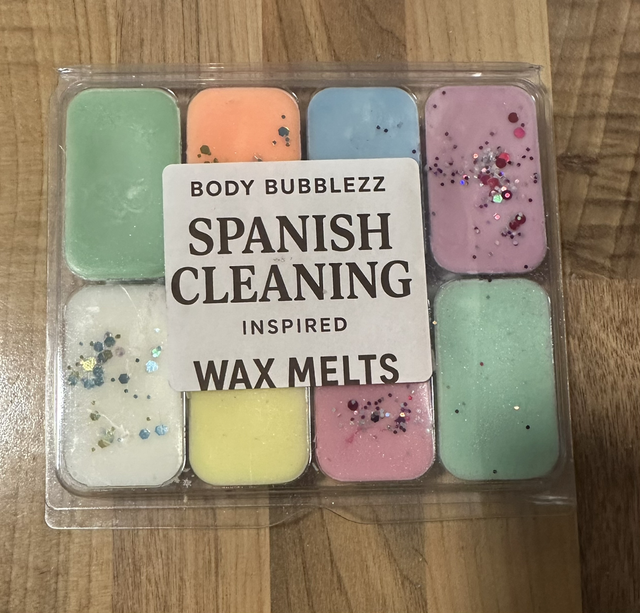 BODY BUBBLEZZ
SPANISH
CLEANING
INSPIRED
WAX MELTS